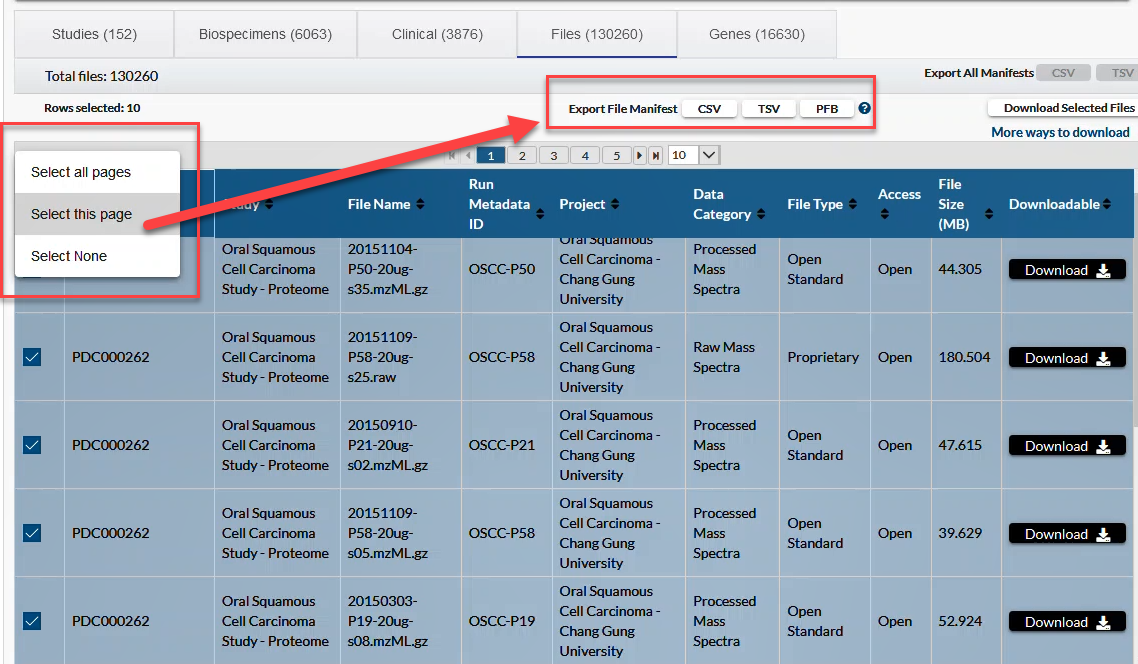 Studies (152) Biospecimens (6063) Clinical (3876) Files (130260) Genes (16630)
Total files: 130260
Export All Manifests CSV TSV
Rows selected: 10
Export File Manifest CSV TSV PFB ?
Download Selected Files
More ways to download
1 2 3 4 5 10
Select all pages
Select this page
Select None
File Name
Run
Metadata
ID
Project
Data
Category
File Type
Access
File
Size
(MB)
Downloadable
Oral Squamous
Cell Carcinoma
Study - Proteome
20151104-
P50-20ug-
s35.mzML.gz
OSCC-P50
Oral Squamous
Cell Carcinoma -
Chang Gung
University
Processed
Mass
Spectra
Open
Standard
Open
44.305
Download
PDC000262
Oral Squamous
Cell Carcinoma
Study - Proteome
20151109-
P58-20ug-
s25.raw
OSCC-P58
Oral Squamous
Cell Carcinoma -
Chang Gung
University
Raw Mass
Spectra
Proprietary
Open
180.504
Download
PDC000262
Oral Squamous
Cell Carcinoma
Study - Proteome
20150910-
P21-20ug-
s02.mzML.gz
OSCC-P21
Oral Squamous
Cell Carcinoma -
Chang Gung
University
Processed
Mass
Spectra
Open
Standard
Open
47.615
Download
PDC000262
Oral Squamous
Cell Carcinoma
Study - Proteome
20151109-
P58-20ug-
s05.mzML.gz
OSCC-P58
Oral Squamous
Cell Carcinoma -
Chang Gung
University
Processed
Mass
Spectra
Open
Standard
Open
39.629
Download
PDC000262
Oral Squamous
Cell Carcinoma
Study - Proteome
20150303-
P19-20ug-
s08.mzML.gz
OSCC-P19
Oral Squamous
Cell Carcinoma -
Chang Gung
University
Processed
Mass
Spectra
Open
Standard
Open
52.924
Download